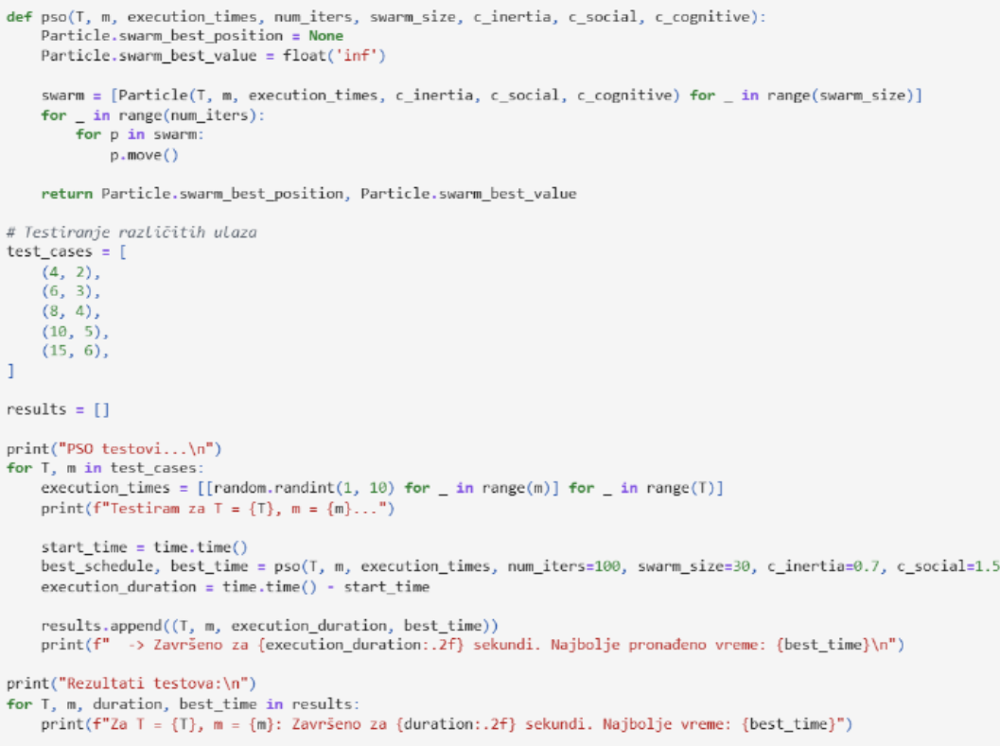 def pso(T, m, execution_times, num_iters, swarm_size, c_inertia, c_social, c_cognitive):
    Particle.swarm_best_position = None
    Particle.swarm_best_value = float('inf')

    swarm = [Particle(T, m, execution_times, c_inertia, c_social, c_cognitive) for _ in range(swarm_size)]
    for _ in range(num_iters):
        for p in swarm:
            p.move()

    return Particle.swarm_best_position, Particle.swarm_best_value

# Testiranje različitih ulaza
test_cases = [
    (4, 2),
    (6, 3),
    (8, 4),
    (10, 5),
    (15, 6),
]

results = []

print("PSO testovi...\n")
for T, m in test_cases:
    execution_times = [[random.randint(1, 10) for _ in range(m)] for _ in range(T)]
    print(f"Testiram za T = {T}, m = {m}...")

    start_time = time.time()
    best_schedule, best_time = pso(T, m, execution_times, num_iters=100, swarm_size=30, c_inertia=0.7, c_social=1.5
    execution_duration = time.time() - start_time

    results.append((T, m, execution_duration, best_time))
    print(f"  -> Završeno za {execution_duration:.2f} sekundi. Najbolje pronađeno vreme: {best_time}\n")

print("Rezultati testova:\n")
for T, m, duration, best_time in results:
    print(f"Za T = {T}, m = {m}: Završeno za {duration:.2f} sekundi. Najbolje vreme: {best_time}")